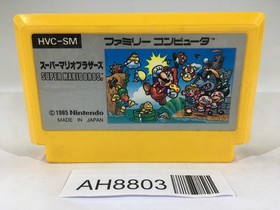 HVC-SM
ファミリーコンピュータ
スーパーマリオブラザーズ
SUPER MARIO BROS.
©1985 Nintendo
MADE IN JAPAN
AH8803